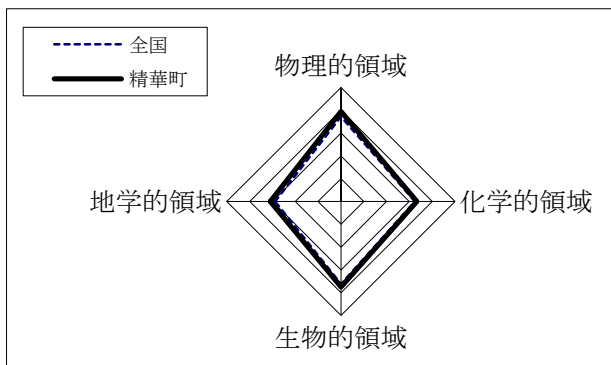 全国
精華町
物理的領域
地学的領域
化学的領域
生物的領域